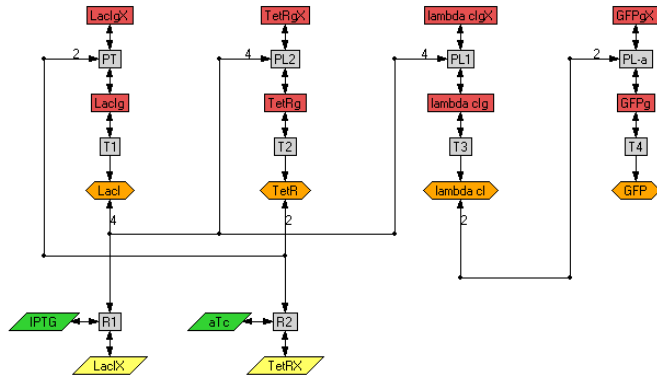 LacIgX TetRgX lambda cIgX GFPgX
2 PT 4 PL2 4 PL1 2 PL-a
LacIg TetRg lambda cIg GFPg
T1 T2 T3 T4
LacI TetR lambda cI GFP
4 2 2
IPTG R1 aTc R2
LacIX TetRX